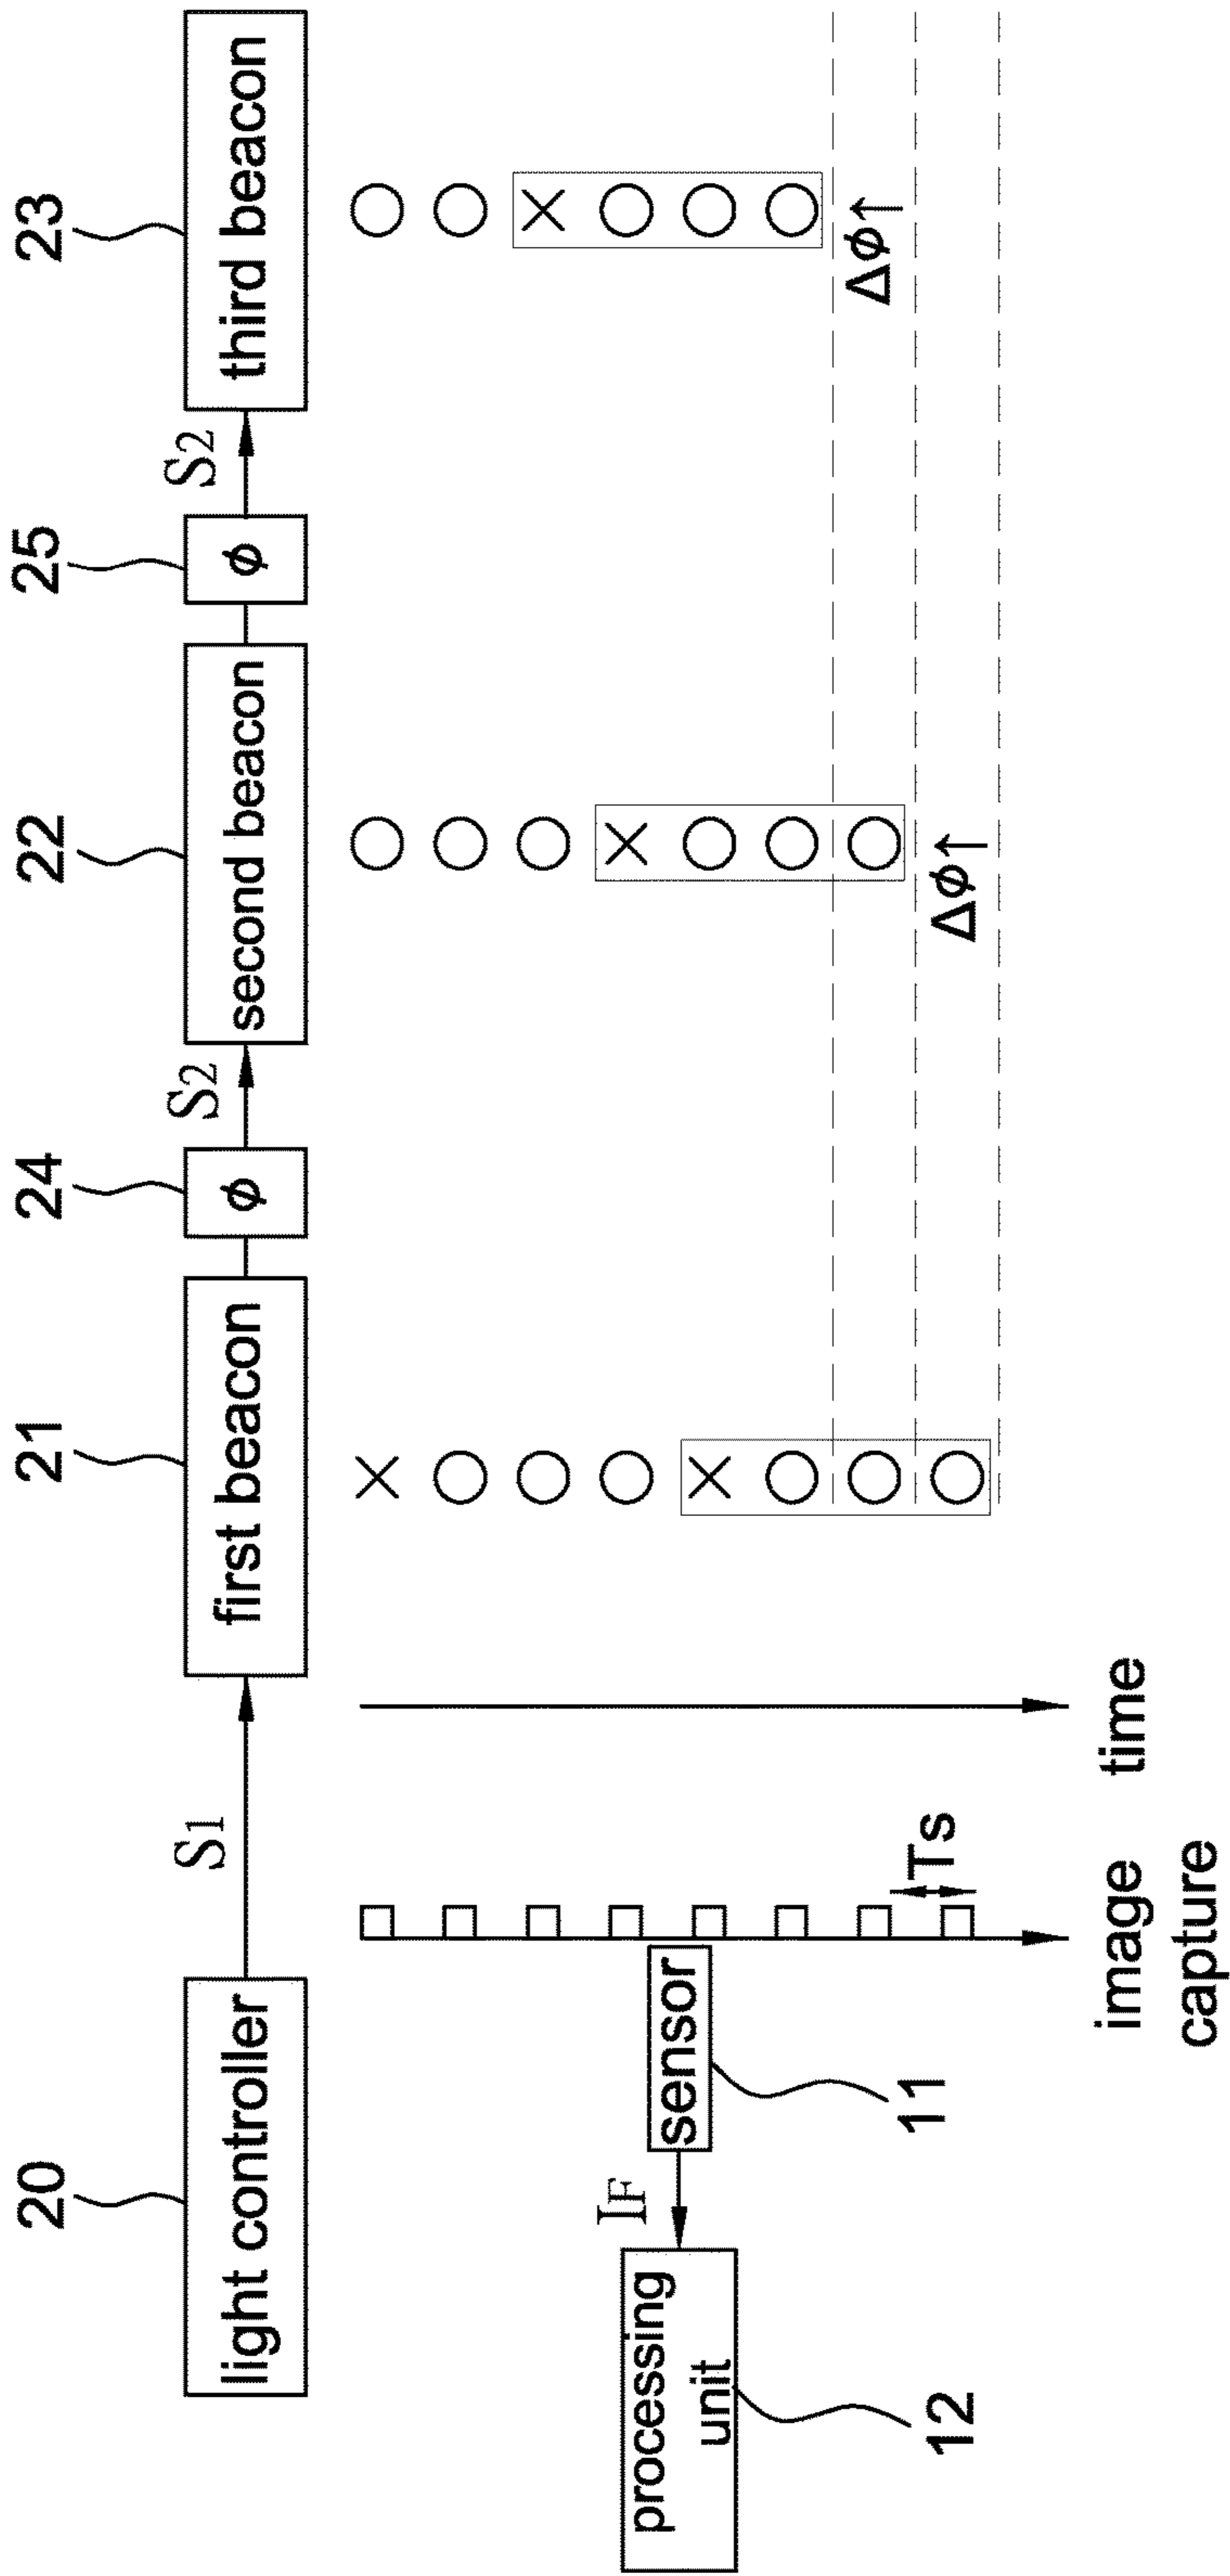 20
21
24
22
25
23
light controller
S1
first beacon
ϕ
S2
second beacon
ϕ
S2
third beacon
processing
unit
IF
sensor
12
11
Ts
image
capture
time
Δϕ↑
Δϕ↑